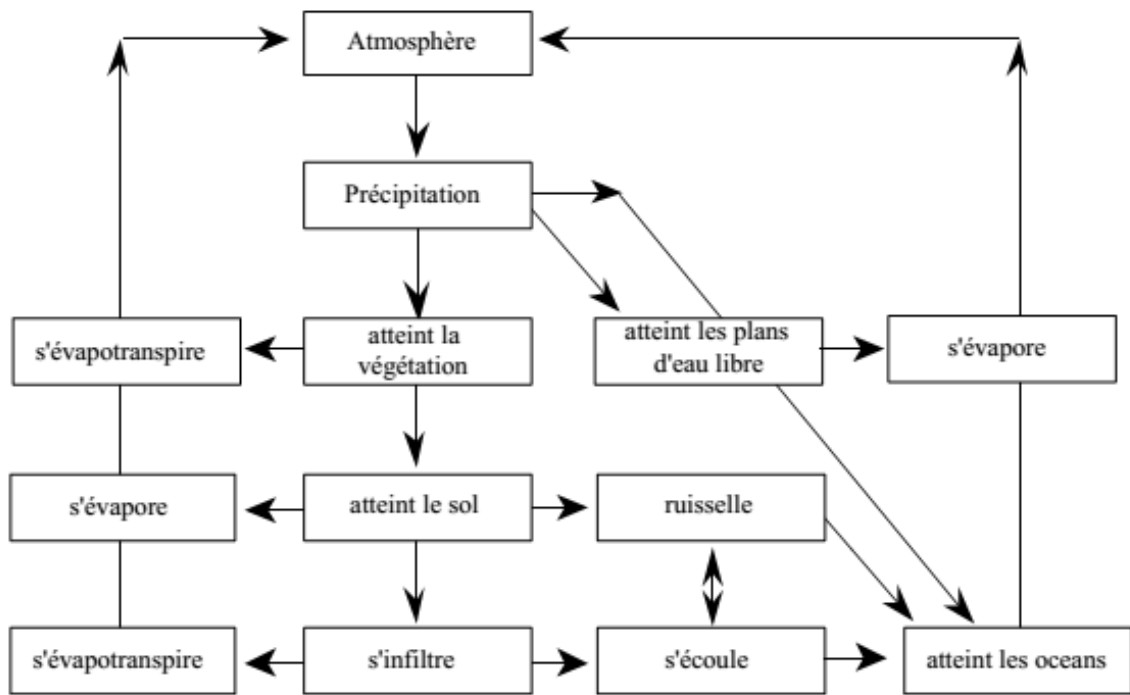 Atmosphère
Précipitation
s'évapotranspire
atteint la
végétation
atteint les plans
d'eau libre
s'évapore
s'évapore
atteint le sol
ruisselle
s'évapotranspire
s'infiltre
s'écoule
atteint les oceans